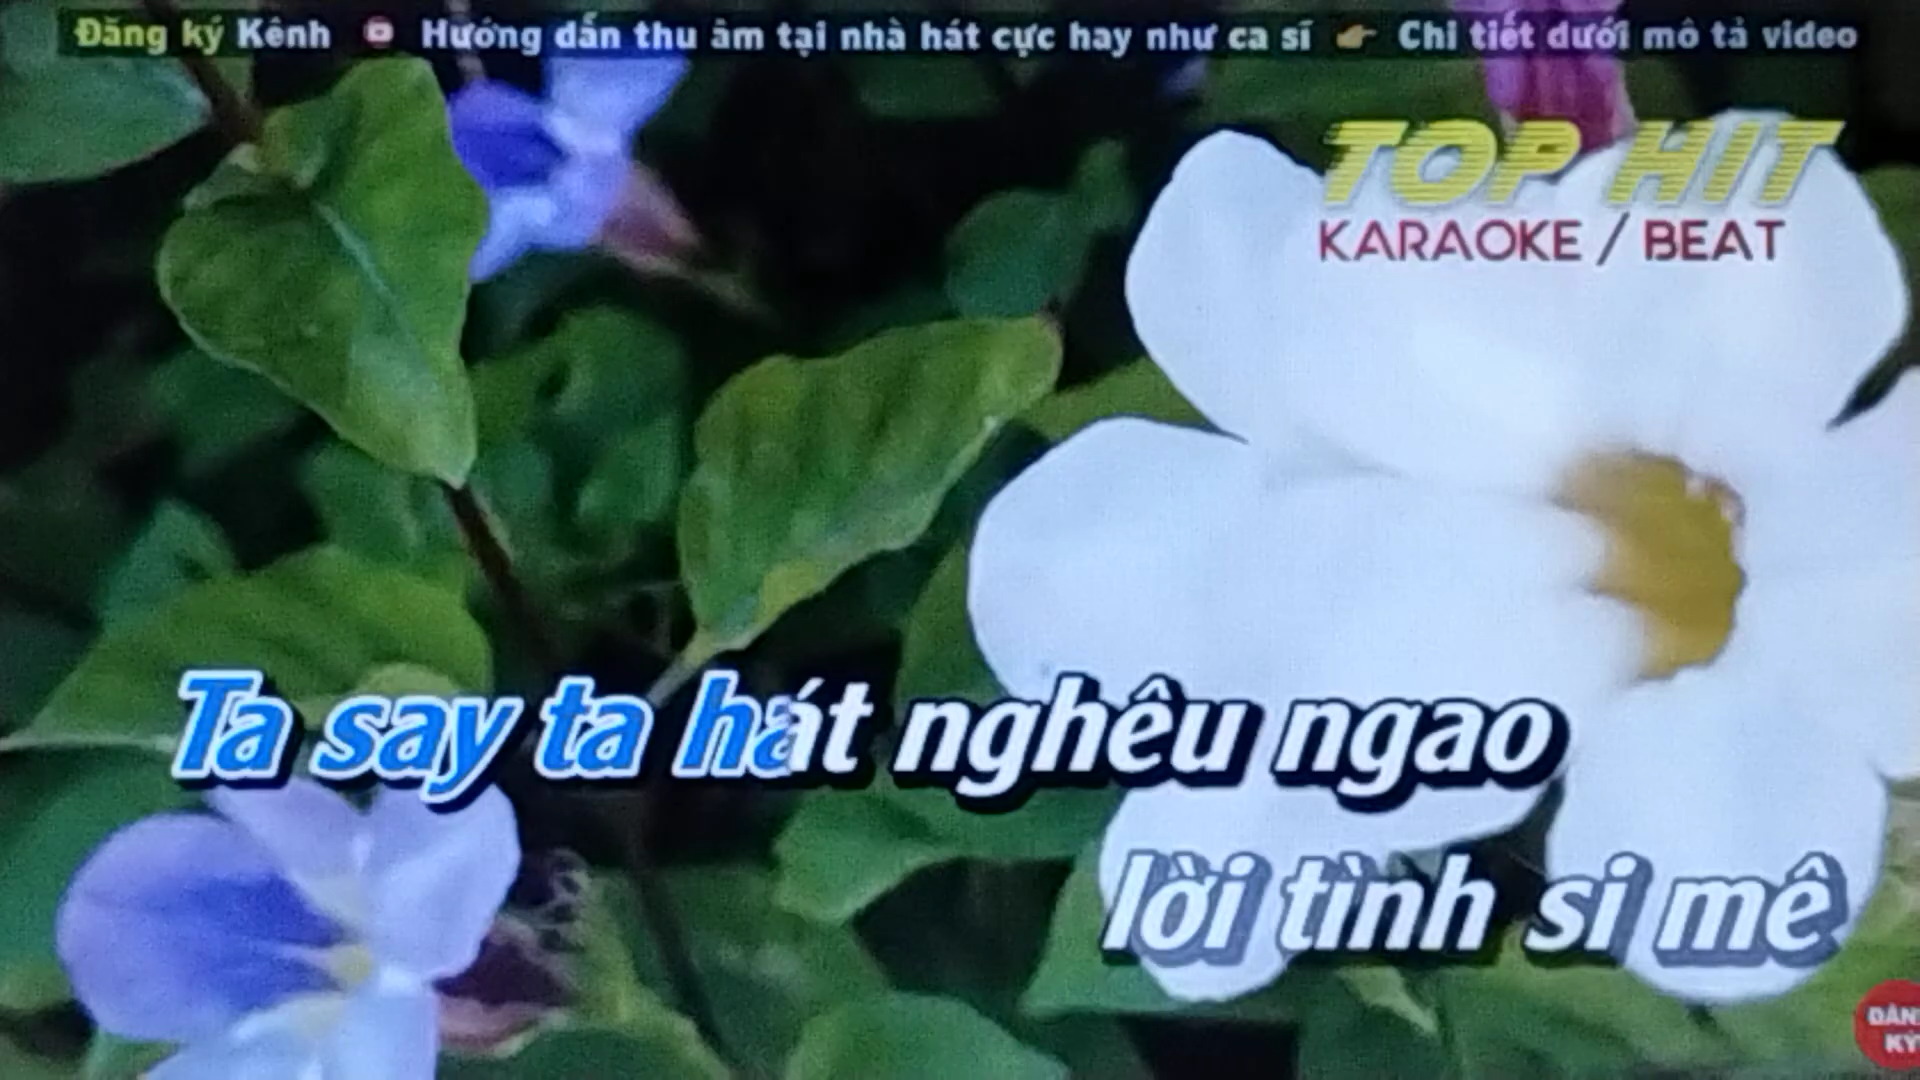 Đăng ký Kênh Hướng dẫn thu âm tại nhà hát cực hay như ca sĩ 👉 Chi tiết dưới mô tả video
TOP HIT
KARAOKE / BEAT
Ta say ta hát nghêu ngao
lời tình si mê
KÝ